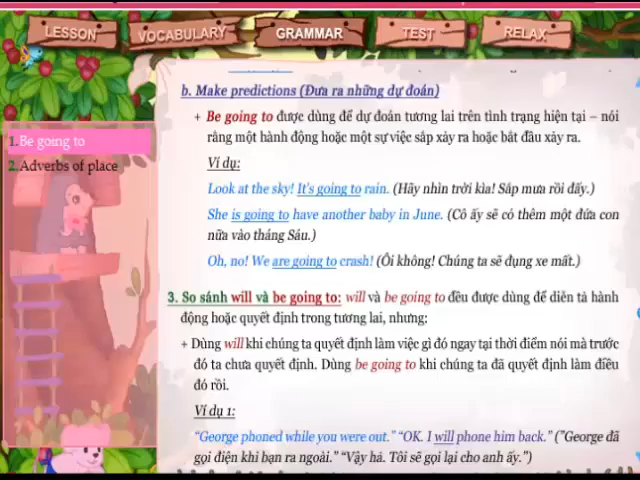 LESSON
VOCABULARY
GRAMMAR
TEST
RELAX
1.Be going to
2.Adverbs of place
b. Make predictions (Đưa ra những dự đoán)
+ Be going to được dùng để dự đoán tương lai trên tình trạng hiện tại – nói
rằng một hành động hoặc một sự việc sắp xảy ra hoặc bắt đầu xảy ra.
Ví dụ:
Look at the sky! It's going to rain. (Hãy nhìn trời kìa! Sắp mưa rồi đấy.)
She is going to have another baby in June. (Cô ấy sẽ có thêm một đứa con
nữa vào tháng Sáu.)
Oh, no! We are going to crash! (Ôi không! Chúng ta sẽ đụng xe mất.)
3. So sánh will và be going to: will và be going to đều được dùng để diễn tả hành
động hoặc quyết định trong tương lai, nhưng:
+ Dùng will khi chúng ta quyết định làm việc gì đó ngay tại thời điểm nói mà trước
đó ta chưa quyết định. Dùng be going to khi chúng ta đã quyết định làm điều
đó rồi.
Ví dụ 1:
“George phoned while you were out.” “OK. I will phone him back.” (”George đã
gọi điện khi bạn ra ngoài.” “Vậy hả. Tôi sẽ gọi lại cho anh ấy.”)